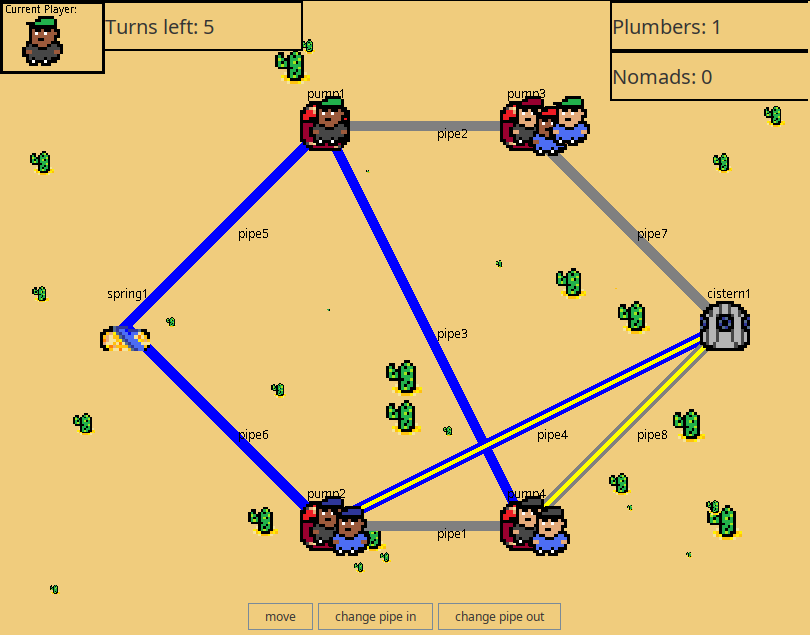 Current Player:
Turns left: 5
Plumbers: 1
Nomads: 0
pump1
pump3
pipe2
pipe5
pipe7
spring1
cistern1
pipe3
pipe6
pipe4
pipe8
pump2
pump4
pipe1
move
change pipe in
change pipe out